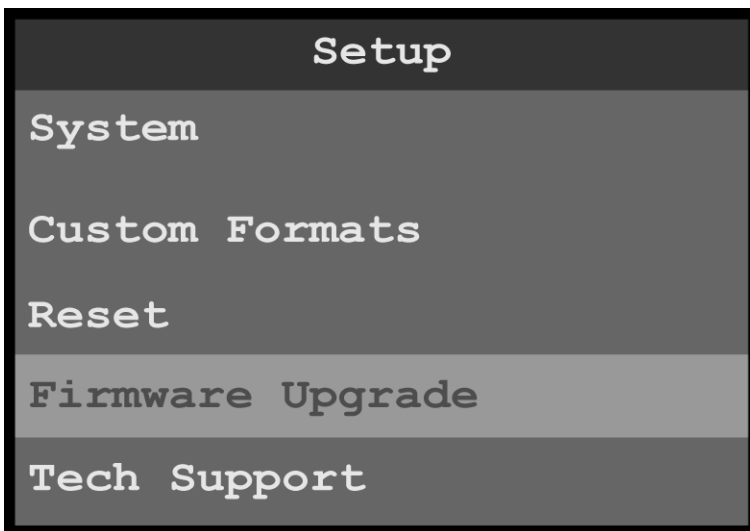 Setup
System
Custom Formats
Reset
Firmware Upgrade
Tech Support